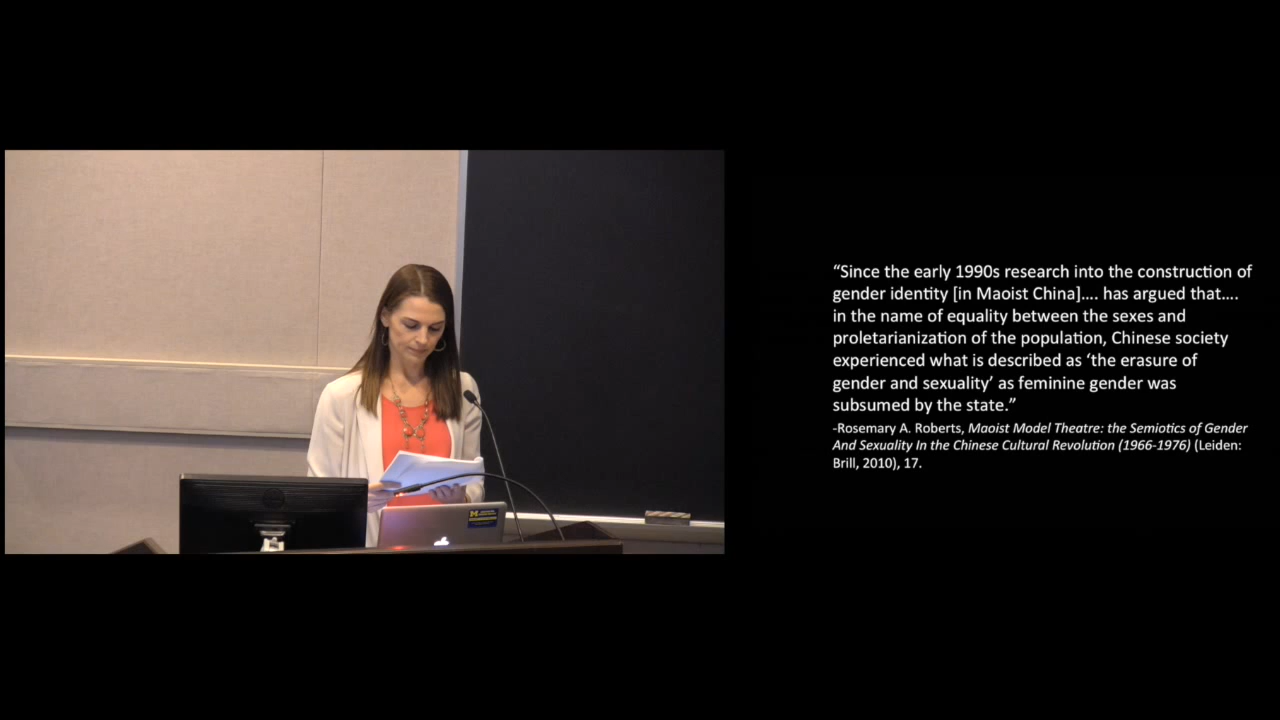 “Since the early 1990s research into the construction of
gender identity [in Maoist China]…. has argued that….
in the name of equality between the sexes and
proletarianization of the population, Chinese society
experienced what is described as ‘the erasure of
gender and sexuality’ as feminine gender was
subsumed by the state.”
-Rosemary A. Roberts, Maoist Model Theatre: the Semiotics of Gender
And Sexuality In the Chinese Cultural Revolution (1966-1976) (Leiden:
Brill, 2010), 17.